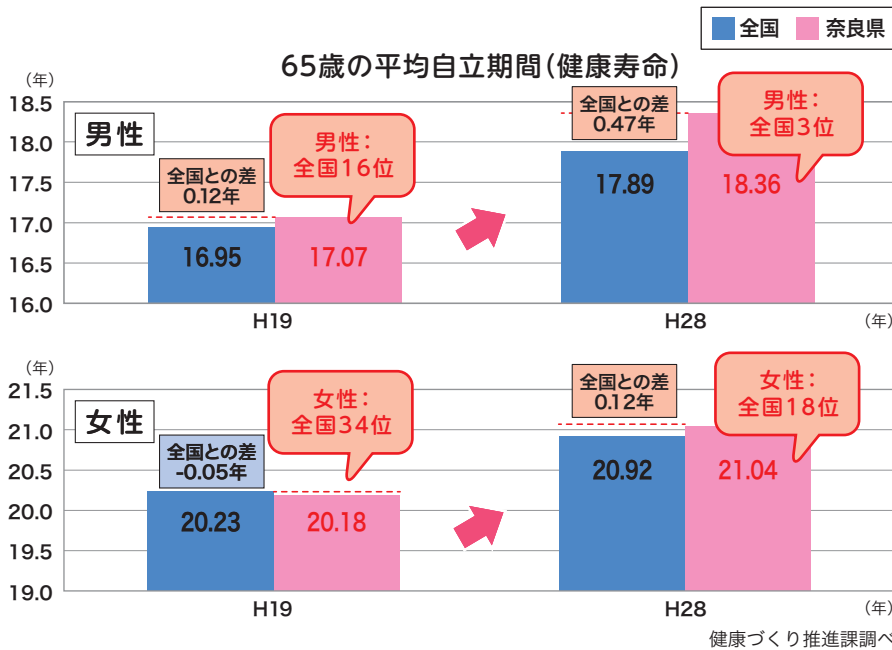 全国 奈良県
65歳の平均自立期間(健康寿命)
(年)
18.5
18.0
17.5
17.0
16.5
16.0
男性
全国との差
0.12年
男性：
全国16位
16.95
17.07
全国との差
0.47年
男性：
全国3位
17.89
18.36
H19
H28
(年)
(年)
21.5
21.0
20.5
20.0
19.5
19.0
女性
全国との差
-0.05年
女性：
全国34位
20.23
20.18
全国との差
0.12年
女性：
全国18位
20.92
21.04
H19
H28
(年)
健康づくり推進課調べ